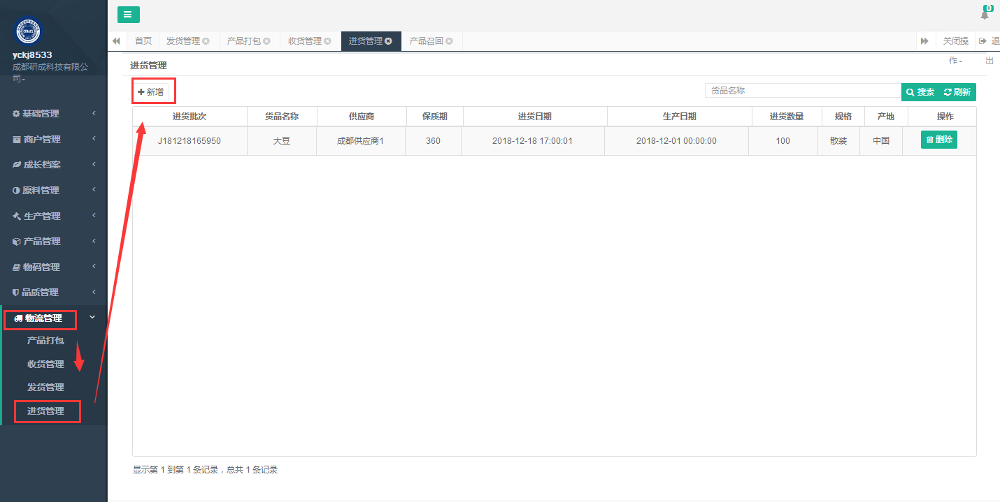 0
yckj8533
成都研成科技有限公
司
首页
发货管理
产品打包
收货管理
进货管理
产品召回
关闭操
作
退
出
基础管理
商户管理
成长档案
原料管理
生产管理
产品管理
物码管理
品质管理
物流管理
产品打包
收货管理
发货管理
进货管理
进货管理
新增
货品名称
搜索 刷新
进货批次 货品名称 供应商 保质期 进货日期 生产日期 进货数量 规格 产地 操作
J181218165950 大豆 成都供应商1 360 2018-12-18 17:00:01 2018-12-01 00:00:00 100 散装 中国 删除
显示第 1 到第 1 条记录，总共 1 条记录